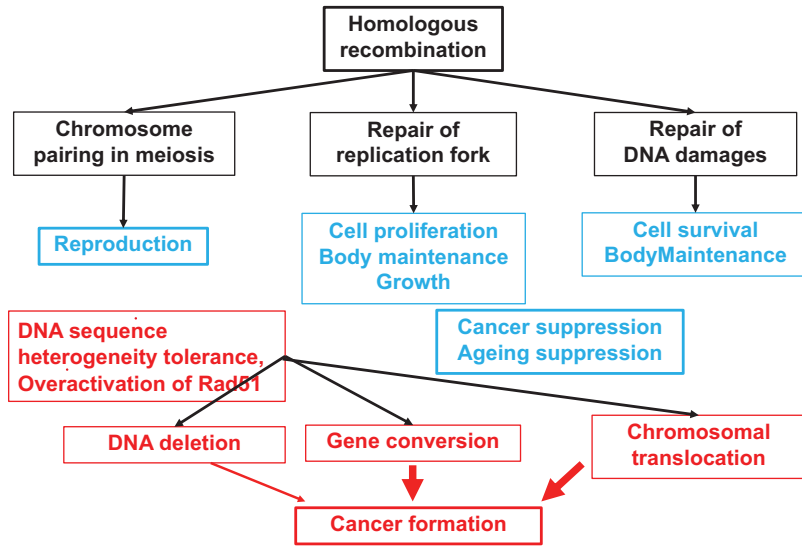 Homologous
recombination
Chromosome
pairing in meiosis
Repair of
replication fork
Repair of
DNA damages
Reproduction
Cell proliferation
Body maintenance
Growth
Cell survival
BodyMaintenance
DNA sequence
heterogeneity tolerance,
Overactivation of Rad51
Cancer suppression
Ageing suppression
DNA deletion
Gene conversion
Chromosomal
translocation
Cancer formation